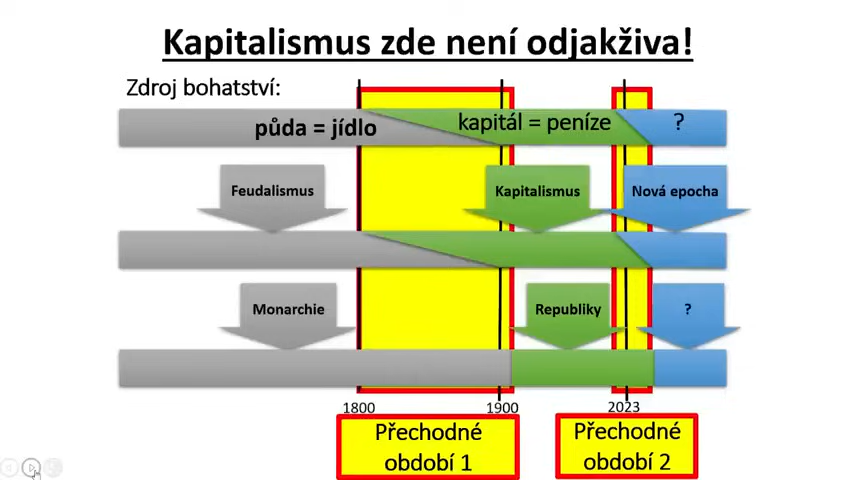 Kapitalismus zde není odjakživa!
Zdroj bohatství:
půda = jídlo
kapitál = peníze
?
Feudalismus
Kapitalismus
Nová epocha
Monarchie
Republiky
?
1800
1900
2023
Přechodné
období 1
Přechodné
období 2